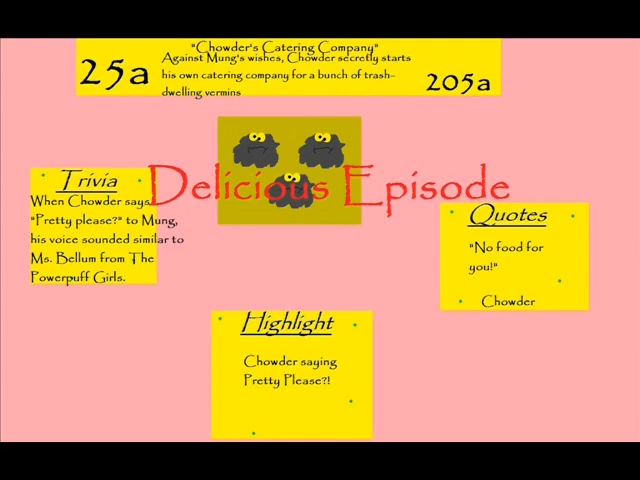 "Chowder's Catering Company"
25a
Against Mung's wishes, Chowder secretly starts
his own catering company for a bunch of trash-
dwelling vermins
205a
Delicious Episode
Trivia
When Chowder says
"Pretty please?" to Mung,
his voice sounded similar to
Ms. Bellum from The
Powerpuff Girls.
Quotes
"No food for
you!"
Chowder
Highlight
Chowder saying
Pretty Please?!